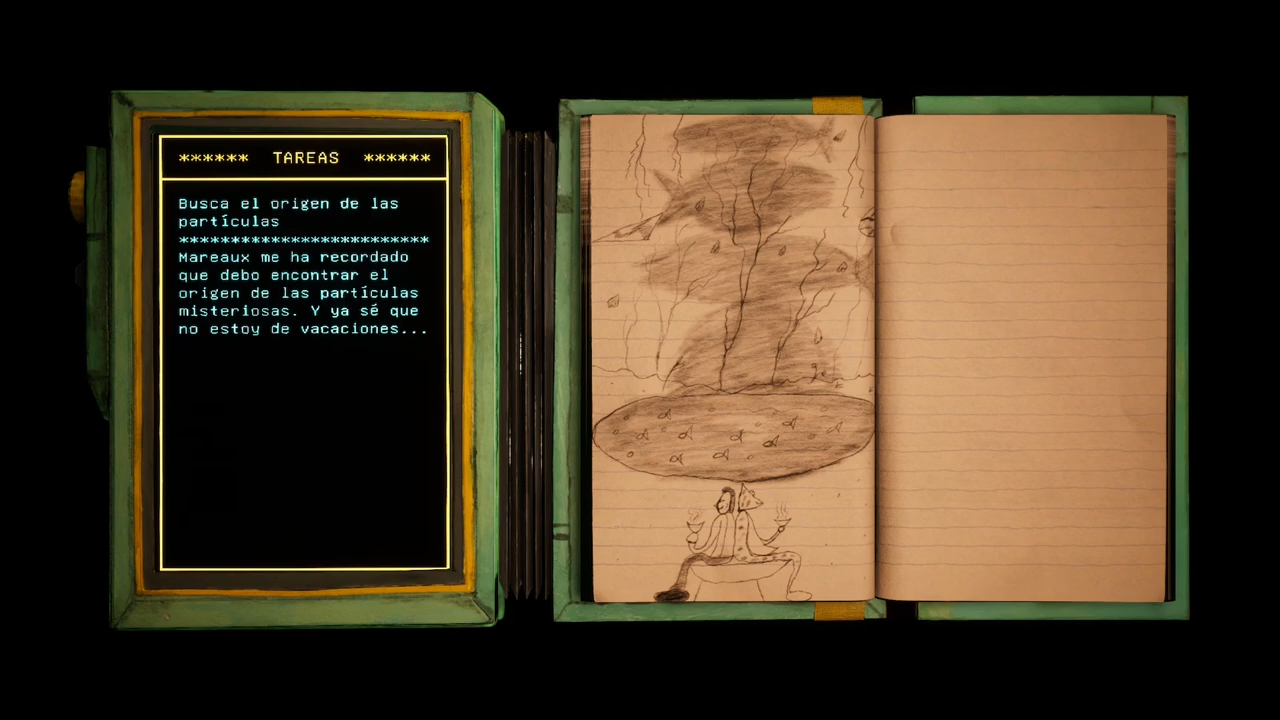 ****** TAREAS ******
Busca el origen de las
partículas
*************************
Mareaux me ha recordado
que debo encontrar el
origen de las partículas
misteriosas. Y ya sé que
no estoy de vacaciones...